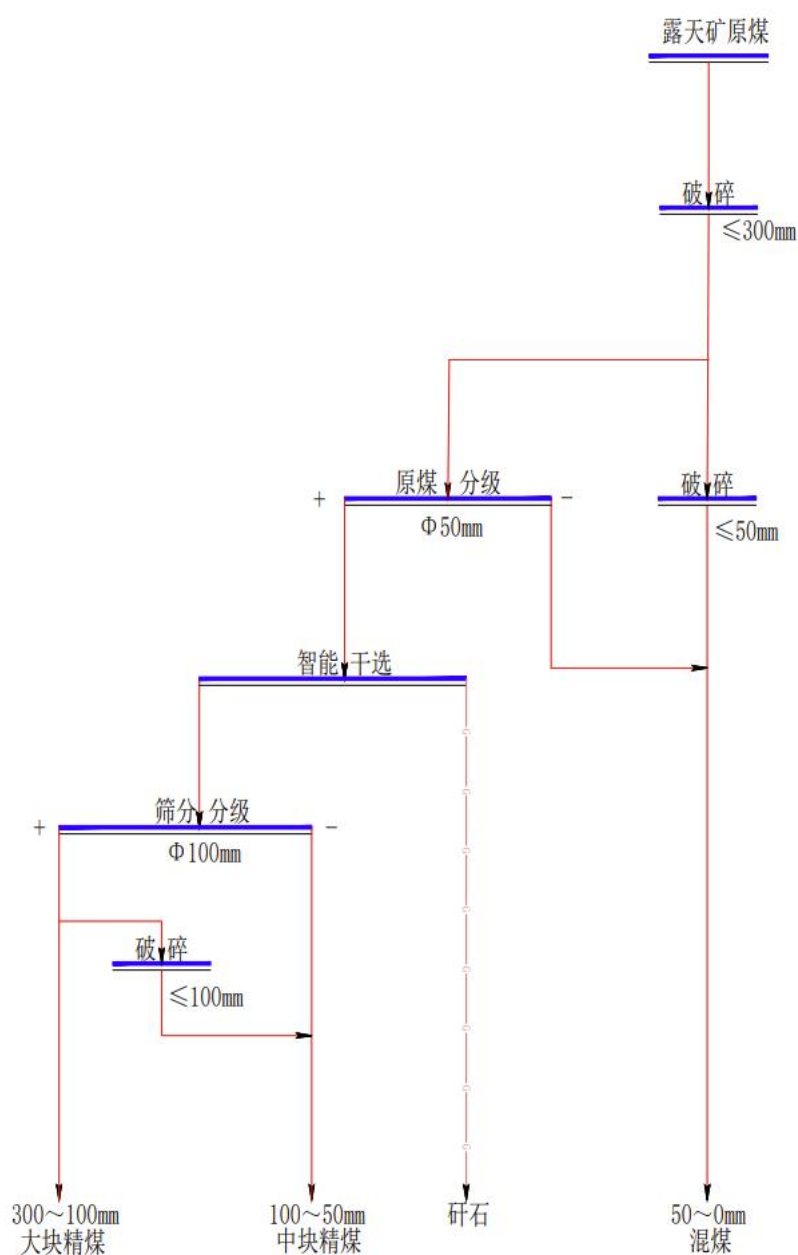 露天矿原煤
破碎
≤300mm
+ 原煤 分级 −
Φ50mm
破碎
≤50mm
智能干选
+ 筛分 分级 −
Φ100mm
破碎
≤100mm
G
G
G
G
G
G
G
G
300～100mm
大块精煤
100～50mm
中块精煤
矸石
50～0mm
混煤